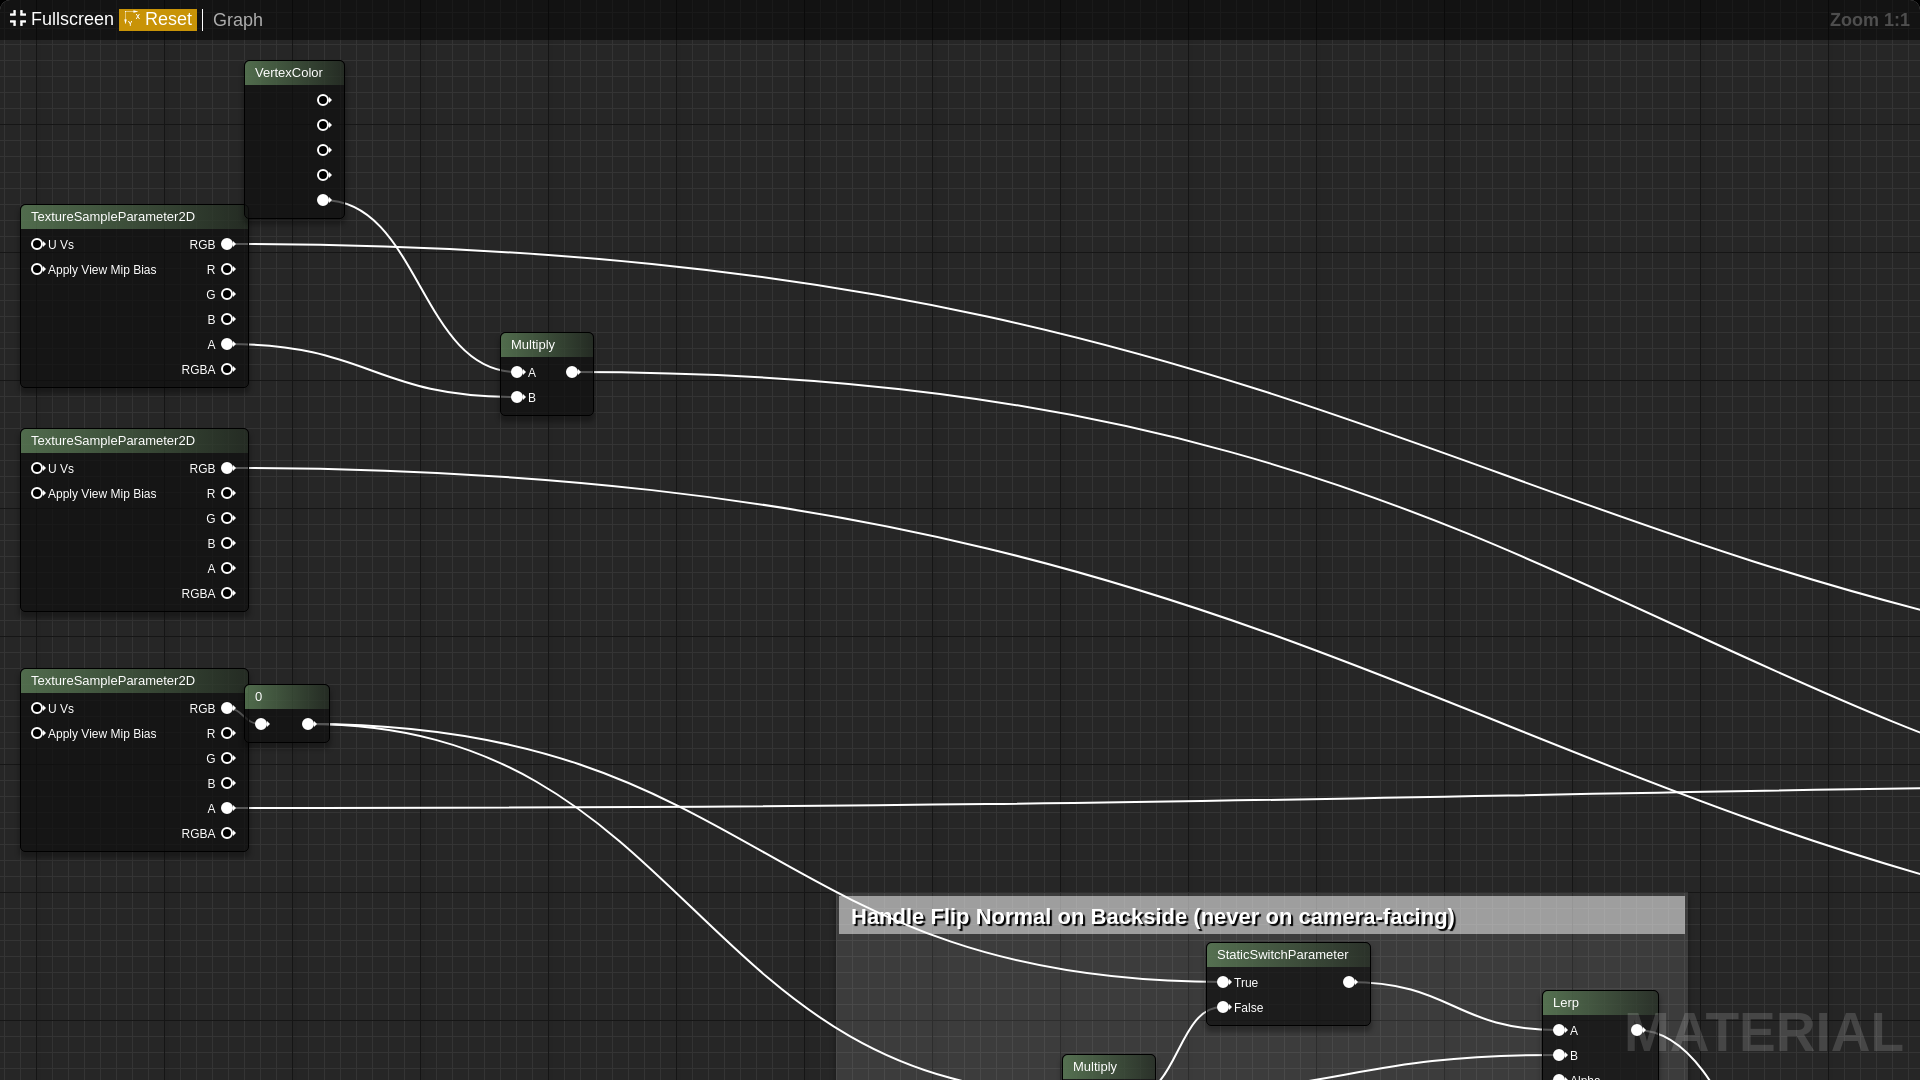 Fullscreen Reset Graph Zoom 1:1
VertexColor
TextureSampleParameter2D
U Vs RGB
Apply View Mip Bias R
G
B
A
RGBA
Multiply
A
B
TextureSampleParameter2D
U Vs RGB
Apply View Mip Bias R
G
B
A
RGBA
TextureSampleParameter2D
U Vs RGB
Apply View Mip Bias R
G
B
A
RGBA
0
Handle Flip Normal on Backside (never on camera-facing)
StaticSwitchParameter
True
False
Lerp
A
B
Alpha
Multiply
MATERIAL